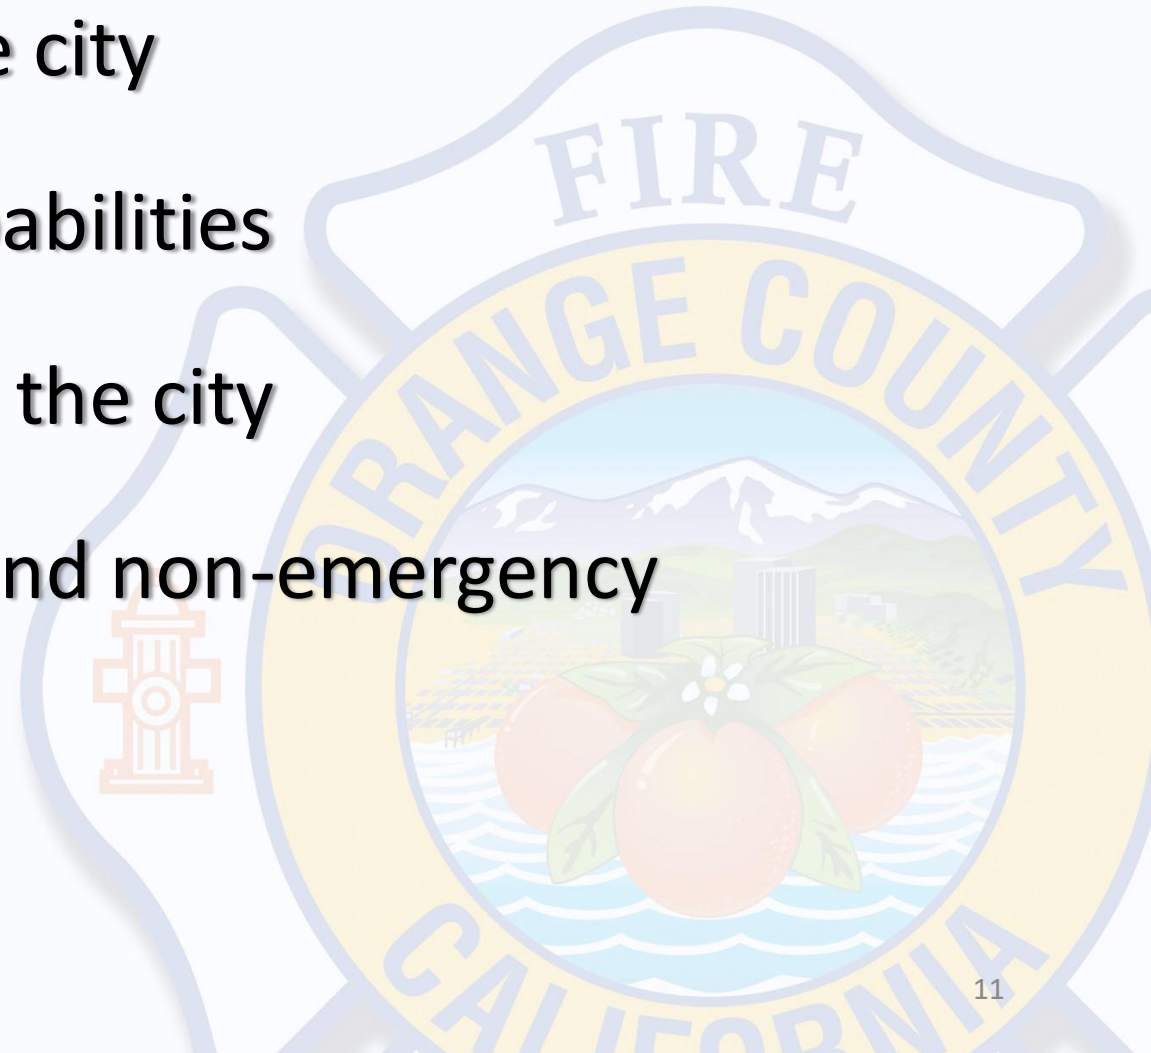 e city
abilities
the city
nd non-emergency
FIRE
ORANGE COUNTY
CALIFORNIA
11